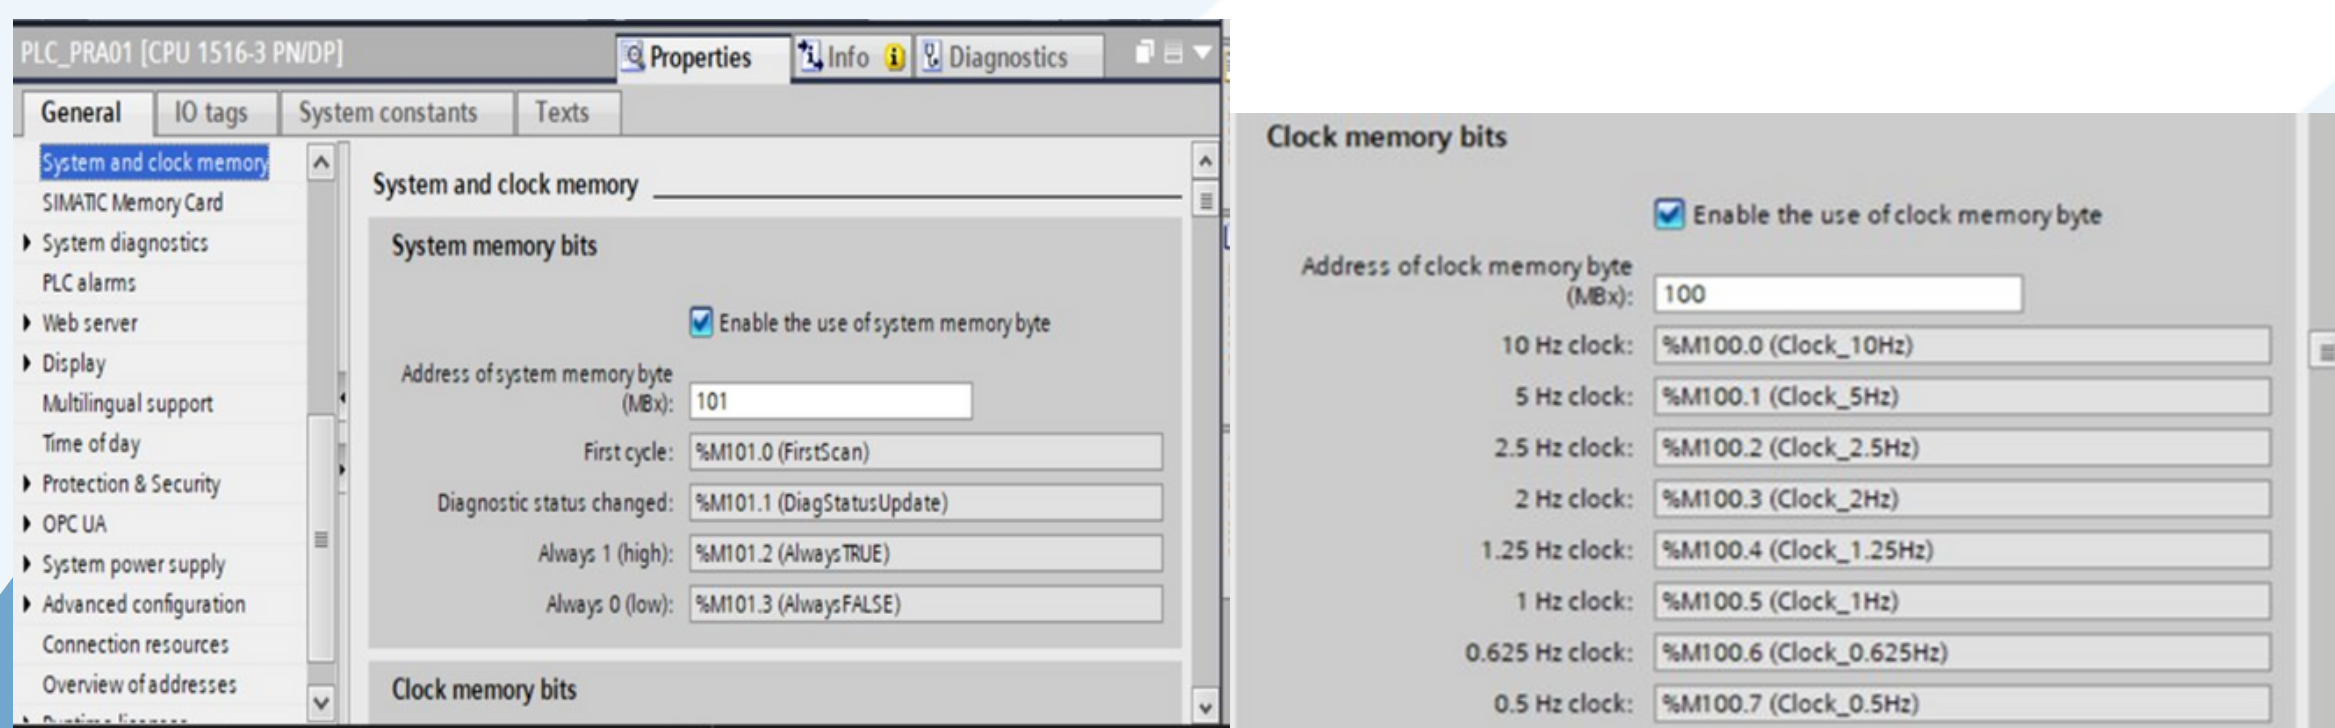 PLC_PRA01 [CPU 1516-3 PN/DP]
Properties
Info
Diagnostics
General
IO tags
System constants
Texts
System and clock memory
SIMATIC Memory Card
System diagnostics
PLC alarms
Web server
Display
Multilingual support
Time of day
Protection & Security
OPC UA
System power supply
Advanced configuration
Connection resources
Overview of addresses
System and clock memory
System memory bits
Enable the use of system memory byte
Address of system memory byte
(MBx): 101
First cycle: %M101.0 (FirstScan)
Diagnostic status changed: %M101.1 (DiagStatusUpdate)
Always 1 (high): %M101.2 (AlwaysTRUE)
Always 0 (low): %M101.3 (AlwaysFALSE)
Clock memory bits
Clock memory bits
Enable the use of clock memory byte
Address of clock memory byte
(MBx): 100
10 Hz clock: %M100.0 (Clock_10Hz)
5 Hz clock: %M100.1 (Clock_5Hz)
2.5 Hz clock: %M100.2 (Clock_2.5Hz)
2 Hz clock: %M100.3 (Clock_2Hz)
1.25 Hz clock: %M100.4 (Clock_1.25Hz)
1 Hz clock: %M100.5 (Clock_1Hz)
0.625 Hz clock: %M100.6 (Clock_0.625Hz)
0.5 Hz clock: %M100.7 (Clock_0.5Hz)